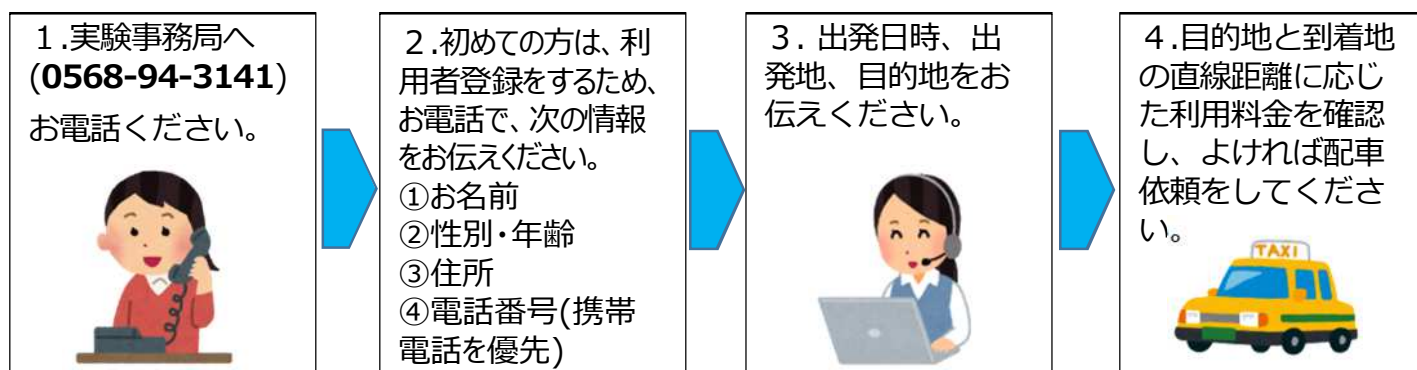 １.実験事務局へ
(0568-94-3141)
お電話ください。
２.初めての方は、利
用者登録をするため、
お電話で、次の情報
をお伝えください。
①お名前
②性別・年齢
③住所
④電話番号(携帯
電話を優先)
３. 出発日時、出
発地、目的地をお
伝えください。
４.目的地と到着地
の直線距離に応じ
た利用料金を確認
し、よければ配車
依頼をしてくださ
い。
TAXI